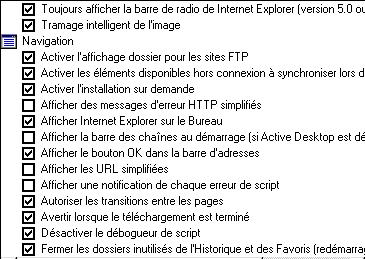 Toujours afficher la barre de radio de Internet Explorer (version 5.0 ou
Tramage intelligent de l'image
Navigation
Activer l'affichage dossier pour les sites FTP
Activer les éléments disponibles hors connexion à synchroniser lors d
Activer l'installation sur demande
Afficher des messages d'erreur HTTP simplifiés
Afficher Internet Explorer sur le Bureau
Afficher la barre des chaînes au démarrage (si Active Desktop est dé
Afficher le bouton OK dans la barre d'adresses
Afficher les URL simplifiées
Afficher une notification de chaque erreur de script
Autoriser les transitions entre les pages
Avertir lorsque le téléchargement est terminé
Désactiver le débogueur de script
Fermer les dossiers inutilisés de l'Historique et des Favoris (redémarra